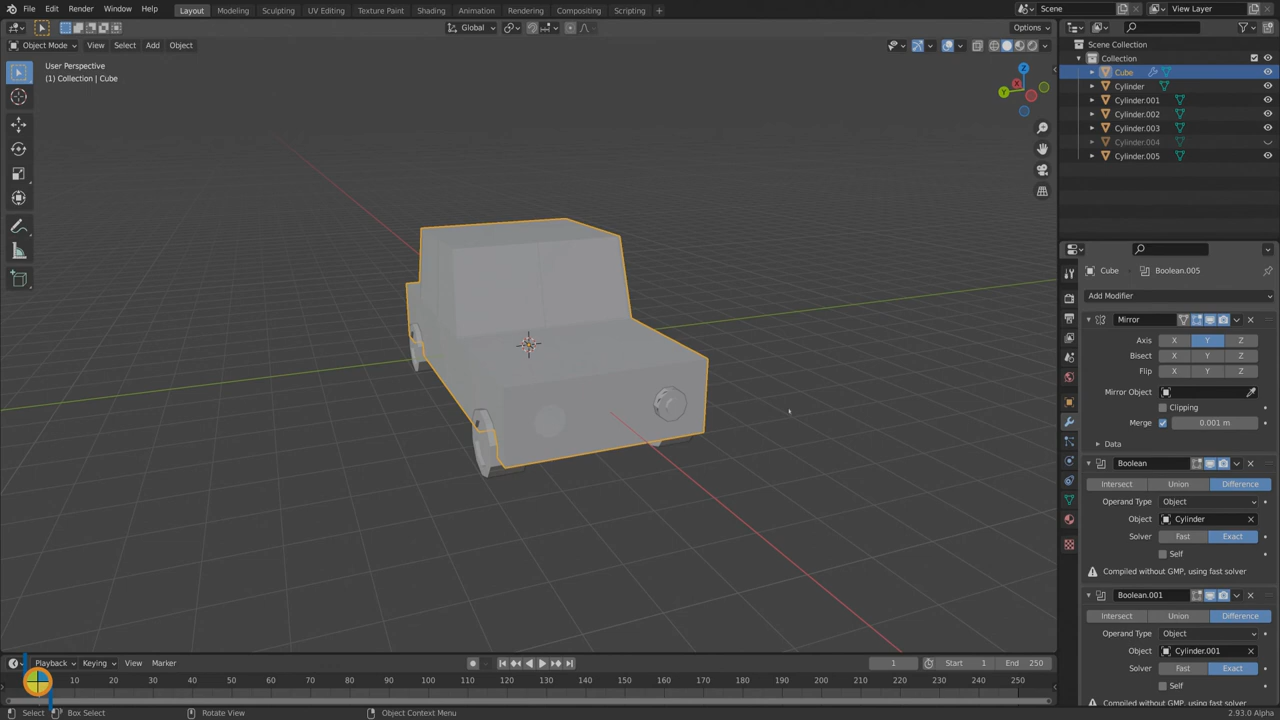 File Edit Render Window Help Layout Modeling Sculpting UV Editing Texture Paint Shading Animation Rendering Compositing Scripting + Scene View Layer
Global Options
Object Mode View Select Add Object
User Perspective
(1) Collection | Cube
Z
X
Y
Scene Collection
Collection
Cube
Cylinder
Cylinder.001
Cylinder.002
Cylinder.003
Cylinder.004
Cylinder.005
Cube Boolean.005
Add Modifier
Mirror
Axis X Y Z
Bisect X Y Z
Flip X Y Z
Mirror Object
Clipping
Merge 0.001 m
Data
Boolean
Intersect Union Difference
Operand Type Object
Object Cylinder
Solver Fast Exact
Self
Compiled without GMP, using fast solver
Boolean.001
Intersect Union Difference
Operand Type Object
Object Cylinder.001
Solver Fast Exact
Self
Compiled without GMP, using fast solver
Playback Keying View Marker 1 Start 1 End 250
10 20 30 40 50 60 70 80 90 100 110 120 130 140 150 160 170 180 190 200 210 220 230 240 250
Select Box Select Rotate View Object Context Menu 2.93.0 Alpha